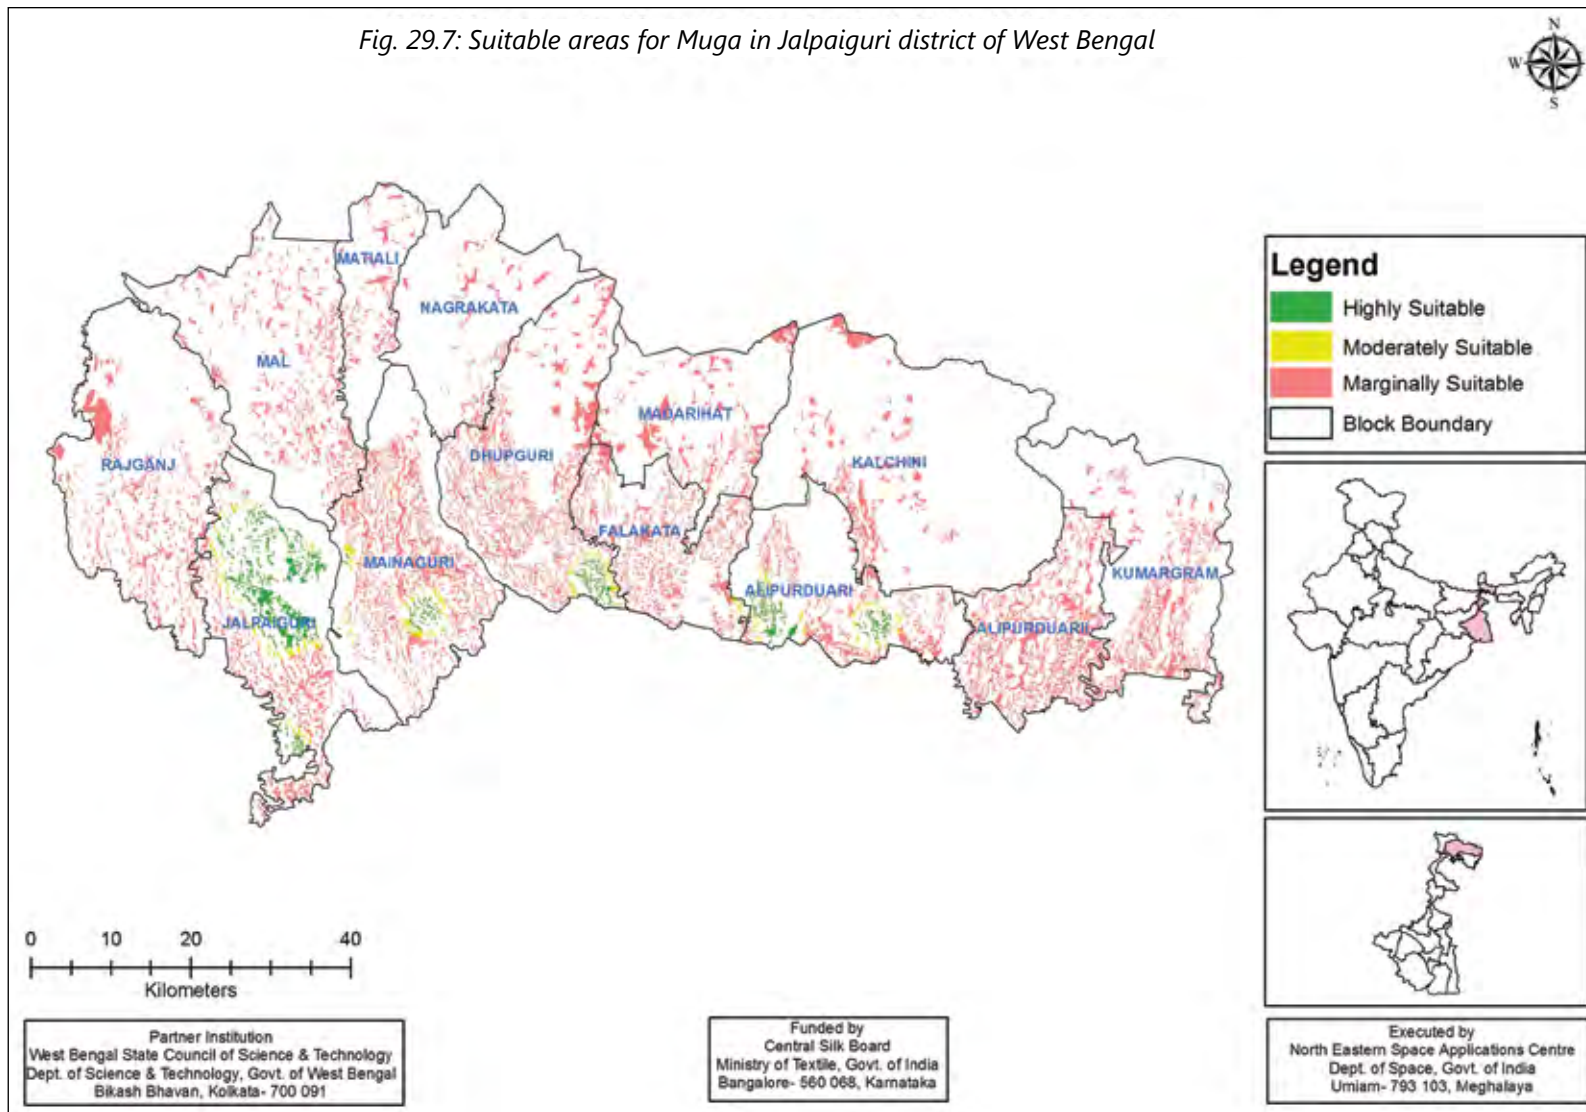 Fig. 29.7: Suitable areas for Muga in Jalpaiguri district of West Bengal
N
W
S
MATIALI
NAGRAKATA
MAL
MADARIHAT
DHUPGURI
RAJGANJ
KALCHINI
FALAKATA
MAINAGURI
KUMARGRAM
ALIPURDUARI
JALPAIGURI
ALIPURDUARII
Legend
Highly Suitable
Moderately Suitable
Marginally Suitable
Block Boundary
0 10 20 40
Kilometers
Partner Institution
West Bengal State Council of Science & Technology
Dept. of Science & Technology, Govt. of West Bengal
Bikash Bhavan, Kolkata- 700 091
Funded by
Central Silk Board
Ministry of Textile, Govt. of India
Bangalore- 560 068, Karnataka
Executed by
North Eastern Space Applications Centre
Dept. of Space, Govt. of India
Umiam- 793 103, Meghalaya